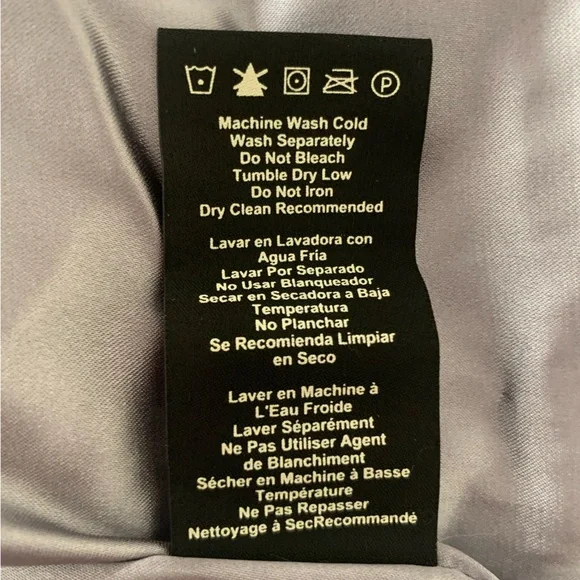 P
Machine Wash Cold
Wash Separately
Do Not Bleach
Tumble Dry Low
Do Not Iron
Dry Clean Recommended
Lavar en Lavadora con
Agua Fría
Lavar Por Separado
No Usar Blanqueador
Secar en Secadora a Baja
Temperatura
No Planchar
Se Recomienda Limpiar
en Seco
Laver en Machine à
L'Eau Froide
Laver Séparément
Ne Pas Utiliser Agent
de Blanchiment
Sécher en Machine à Basse
Température
Ne Pas Repasser
Nettoyage à SecRecommandé